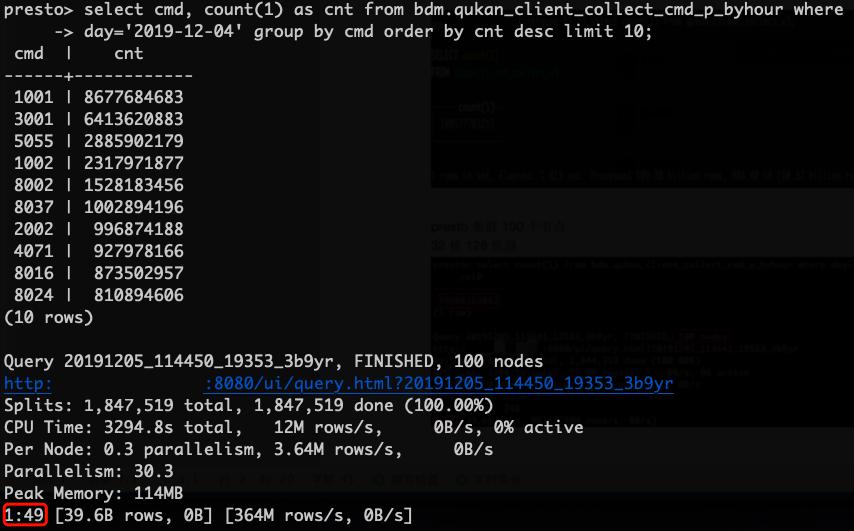 presto> select cmd, count(1) as cnt from bdm.qukan_client_collect_cmd_p_byhour where
-> day='2019-12-04' group by cmd order by cnt desc limit 10;
cmd | cnt
------+------------
1001 | 8677684683
3001 | 6413620883
5055 | 2885902179
1002 | 2317971877
8002 | 1528183456
8037 | 1002894196
2002 | 996874188
4071 | 927978166
8016 | 873502957
8024 | 810894606
(10 rows)
Query 20191205_114450_19353_3b9yr, FINISHED, 100 nodes
http: :8080/ui/query.html?20191205_114450_19353_3b9yr
Splits: 1,847,519 total, 1,847,519 done (100.00%)
CPU Time: 3294.8s total, 12M rows/s, 0B/s, 0% active
Per Node: 0.3 parallelism, 3.64M rows/s, 0B/s
Parallelism: 30.3
Peak Memory: 114MB
1:49 [39.6B rows, 0B] [364M rows/s, 0B/s]